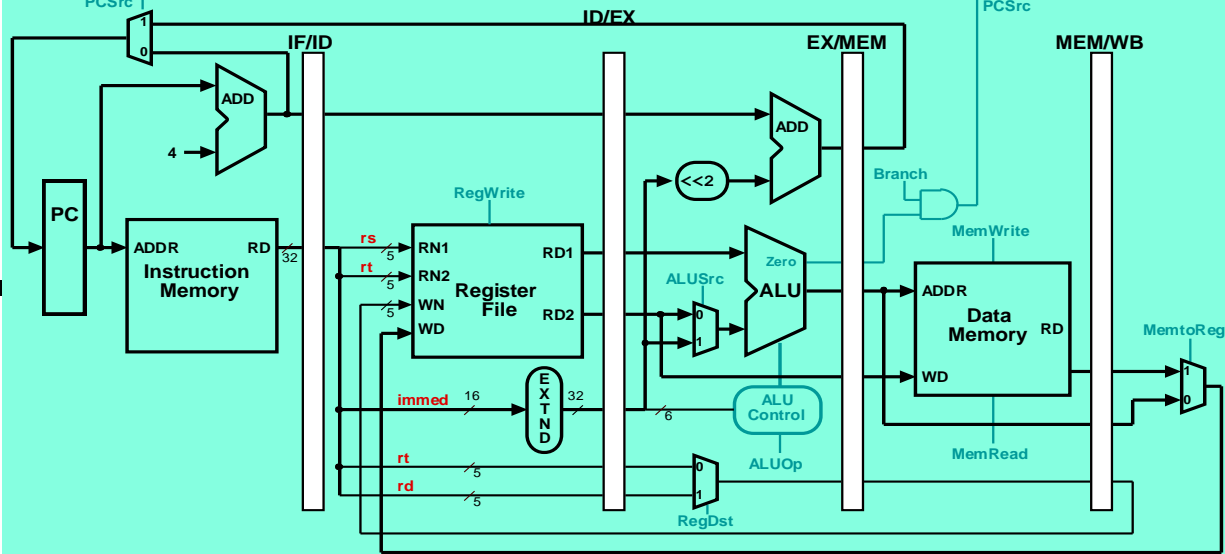 PCSrc
PCSrc
ID/EX
IF/ID
EX/MEM
MEM/WB
1
0
ADD
4
ADD
<<2
Branch
PC
RegWrite
ADDR
RD
32
Instruction
Memory
rs
5
RN1
rt
5
RN2
5
WN
WD
Register
File
RD1
RD2
ALUSrc
0
1
Zero
ALU
MemWrite
ADDR
Data
Memory
RD
WD
MemtoReg
1
0
immed
16
E
X
T
N
D
32
6
ALU
Control
ALUOp
MemRead
rt
5
rd
5
0
1
RegDst